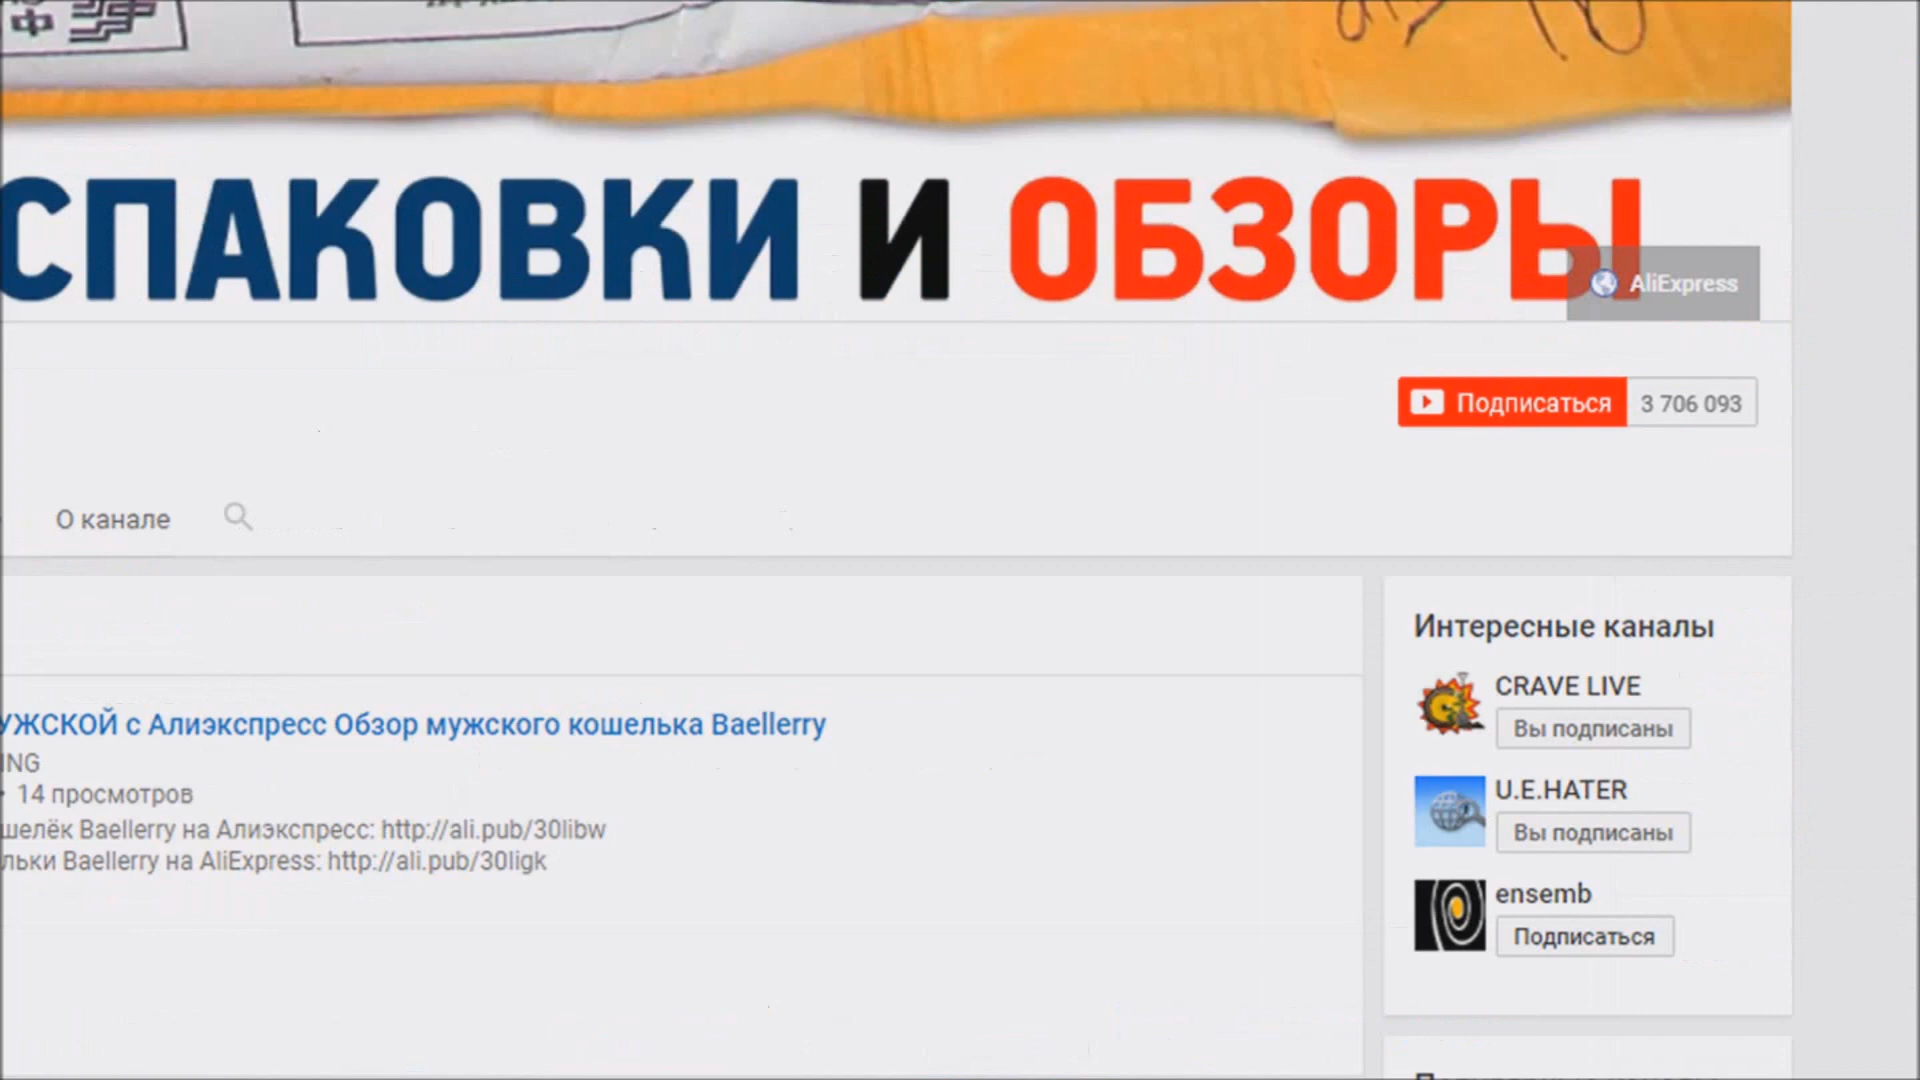 СПАКОВКИ И ОБЗОРЫ
AliExpress
Подписаться 3 706 093
О канале
Интересные каналы
CRAVE LIVE
Вы подписаны
U.E.HATER
Вы подписаны
ensemb
Подписаться
УЖСКОЙ с Алиэкспресс Обзор мужского кошелька Baellerry
ING
14 просмотров
шелёк Baellerry на Алиэкспресс: http://ali.pub/30libw
льки Baellerry на AliExpress: http://ali.pub/30ligk